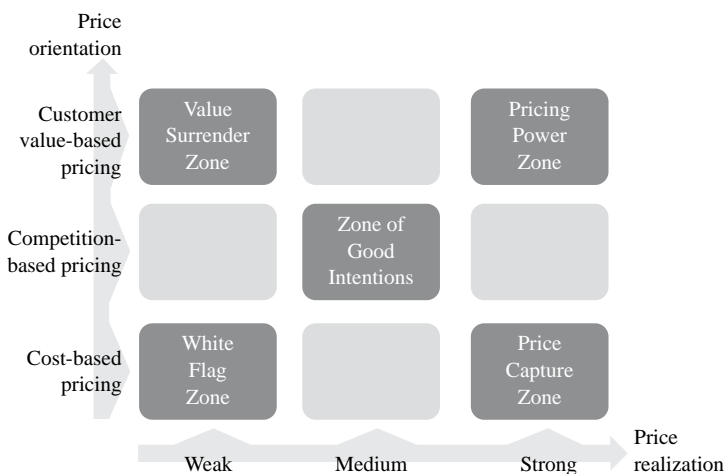 Price
orientation
Customer
value-based
pricing
Value
Surrender
Zone
Pricing
Power
Zone
Competition-
based pricing
Zone of
Good
Intentions
Cost-based
pricing
White
Flag
Zone
Price
Capture
Zone
Weak
Medium
Strong
Price
realization